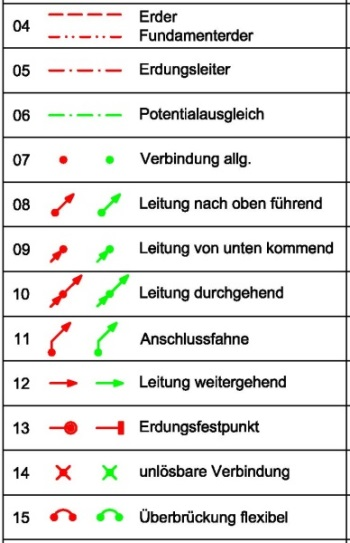 04 Erder
Fundamenterder
05 Erdungsleiter
06 Potentialausgleich
07 Verbindung allg.
08 Leitung nach oben führend
09 Leitung von unten kommend
10 Leitung durchgehend
11 Anschlussfahne
12 Leitung weitergehend
13 Erdungsfestpunkt
14 unlösbare Verbindung
15 Überbrückung flexibel